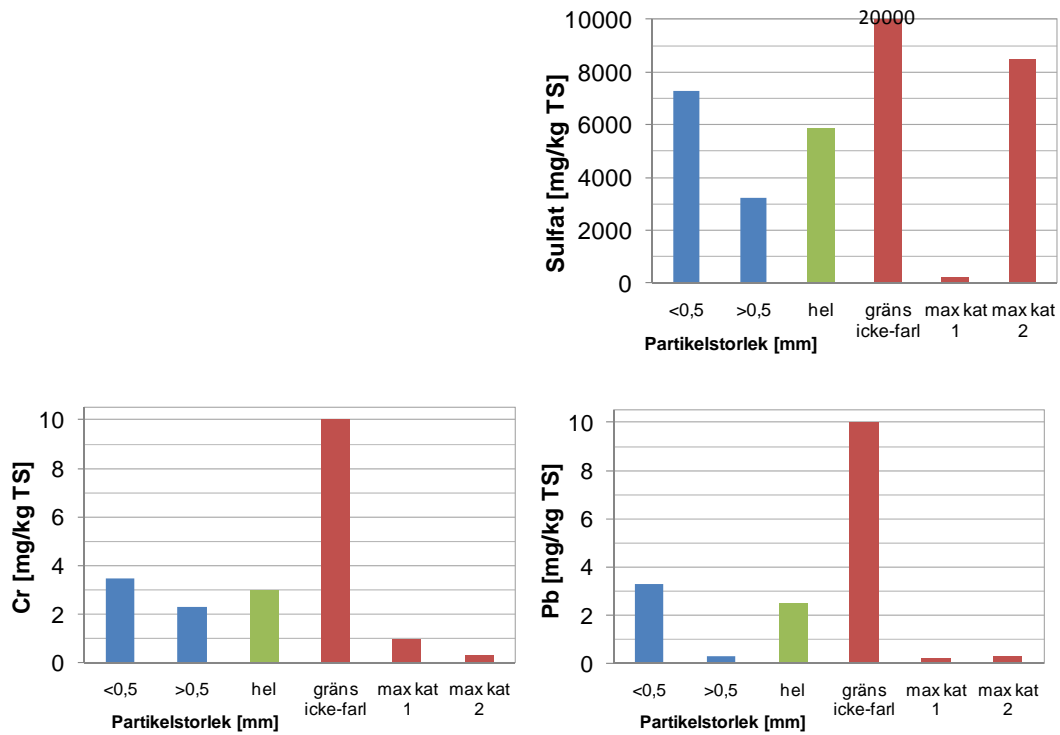 20000
10000
8000
6000
4000
2000
0
Sulfat [mg/kg TS]
<0,5 >0,5 hel gräns icke-farl max kat 1 max kat 2
Partikelstorlek [mm]
10
8
6
4
2
0
Cr [mg/kg TS]
<0,5 >0,5 hel gräns icke-farl max kat 1 max kat 2
Partikelstorlek [mm]
10
8
6
4
2
0
Pb [mg/kg TS]
<0,5 >0,5 hel gräns icke-farl max kat 1 max kat 2
Partikelstorlek [mm]